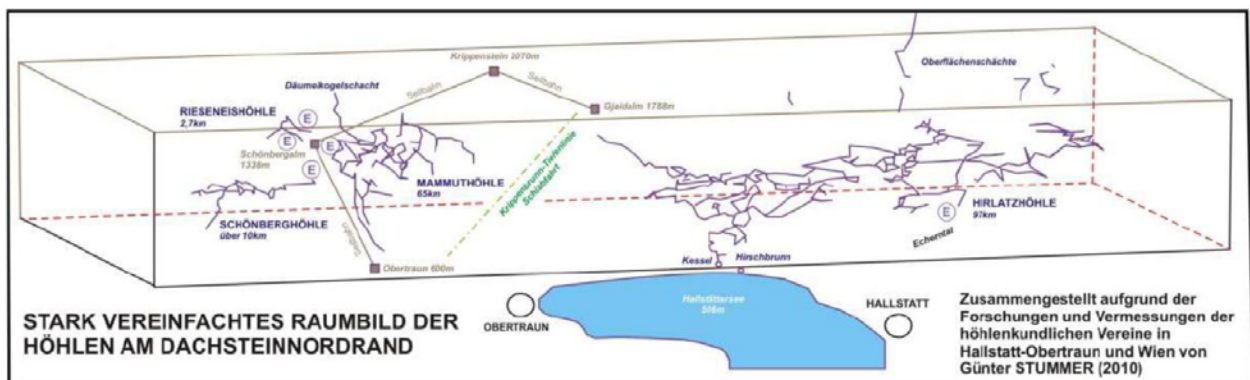 Krippenstein 2070m
Seilbahn
Seilbahn
Oberflächenschächte
Däumelkogelschacht
RIESENEISHÖHLE
2,7km
E
E
E
E
Gjaidalm 1788m
Schönbergalm
1338m
MAMMUTHÖHLE
65km
Krippenbrunn-Tiefenlinie
Schiabfahrt
SCHÖNBERGHÖHLE
über 10km
Seilbahn
HIRLATZHÖHLE
97km
E
Echerntal
Kessel
Hirschbrunn
Obertraun 600m
Hallstättersee
508m
OBERTRAUN
HALLSTATT
STARK VEREINFACHTES RAUMBILD DER
HÖHLEN AM DACHSTEINNORDRAND
Zusammengestellt aufgrund der
Forschungen und Vermessungen der
höhlenkundlichen Vereine in
Hallstatt-Obertraun und Wien von
Günter STUMMER (2010)